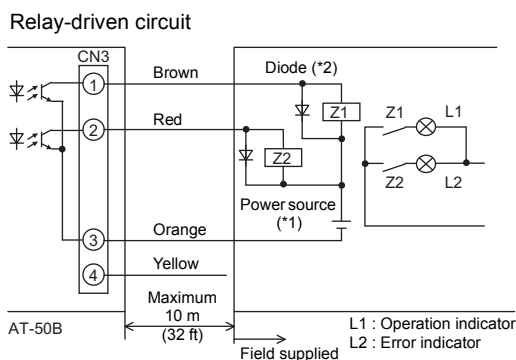 Relay-driven circuit
CN3
1
Brown
Diode (*2)
Z1
Z1
L1
2
Red
Z2
Z2
L2
Power source
(*1)
3
Orange
4
Yellow
Maximum
10 m
(32 ft)
AT-50B
Field supplied
L1 : Operation indicator
L2 : Error indicator